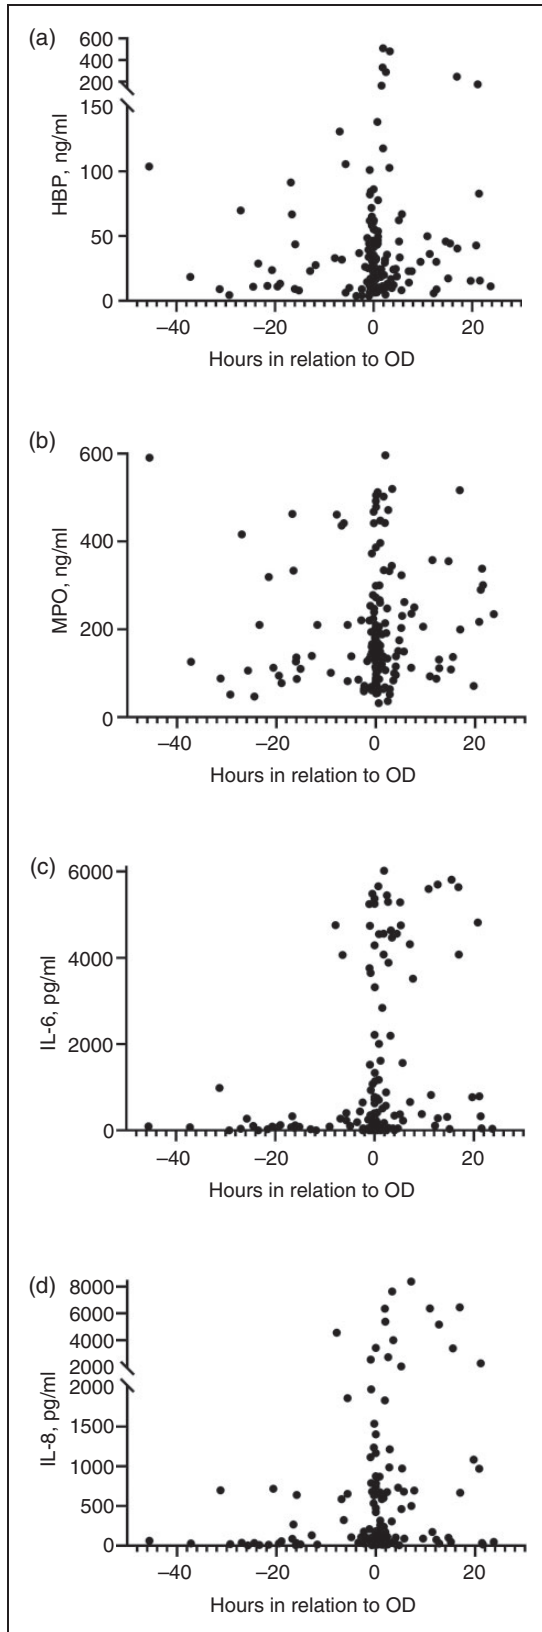 (a)
600
400
200
150
100
50
0
HBP, ng/ml
−40 −20 0 20
Hours in relation to OD
(b)
600
400
200
0
MPO, ng/ml
−40 −20 0 20
Hours in relation to OD
(c)
6000
4000
2000
0
IL-6, pg/ml
−40 −20 0 20
Hours in relation to OD
(d)
8000
6000
4000
2000
2000
1500
1000
500
0
IL-8, pg/ml
−40 −20 0 20
Hours in relation to OD